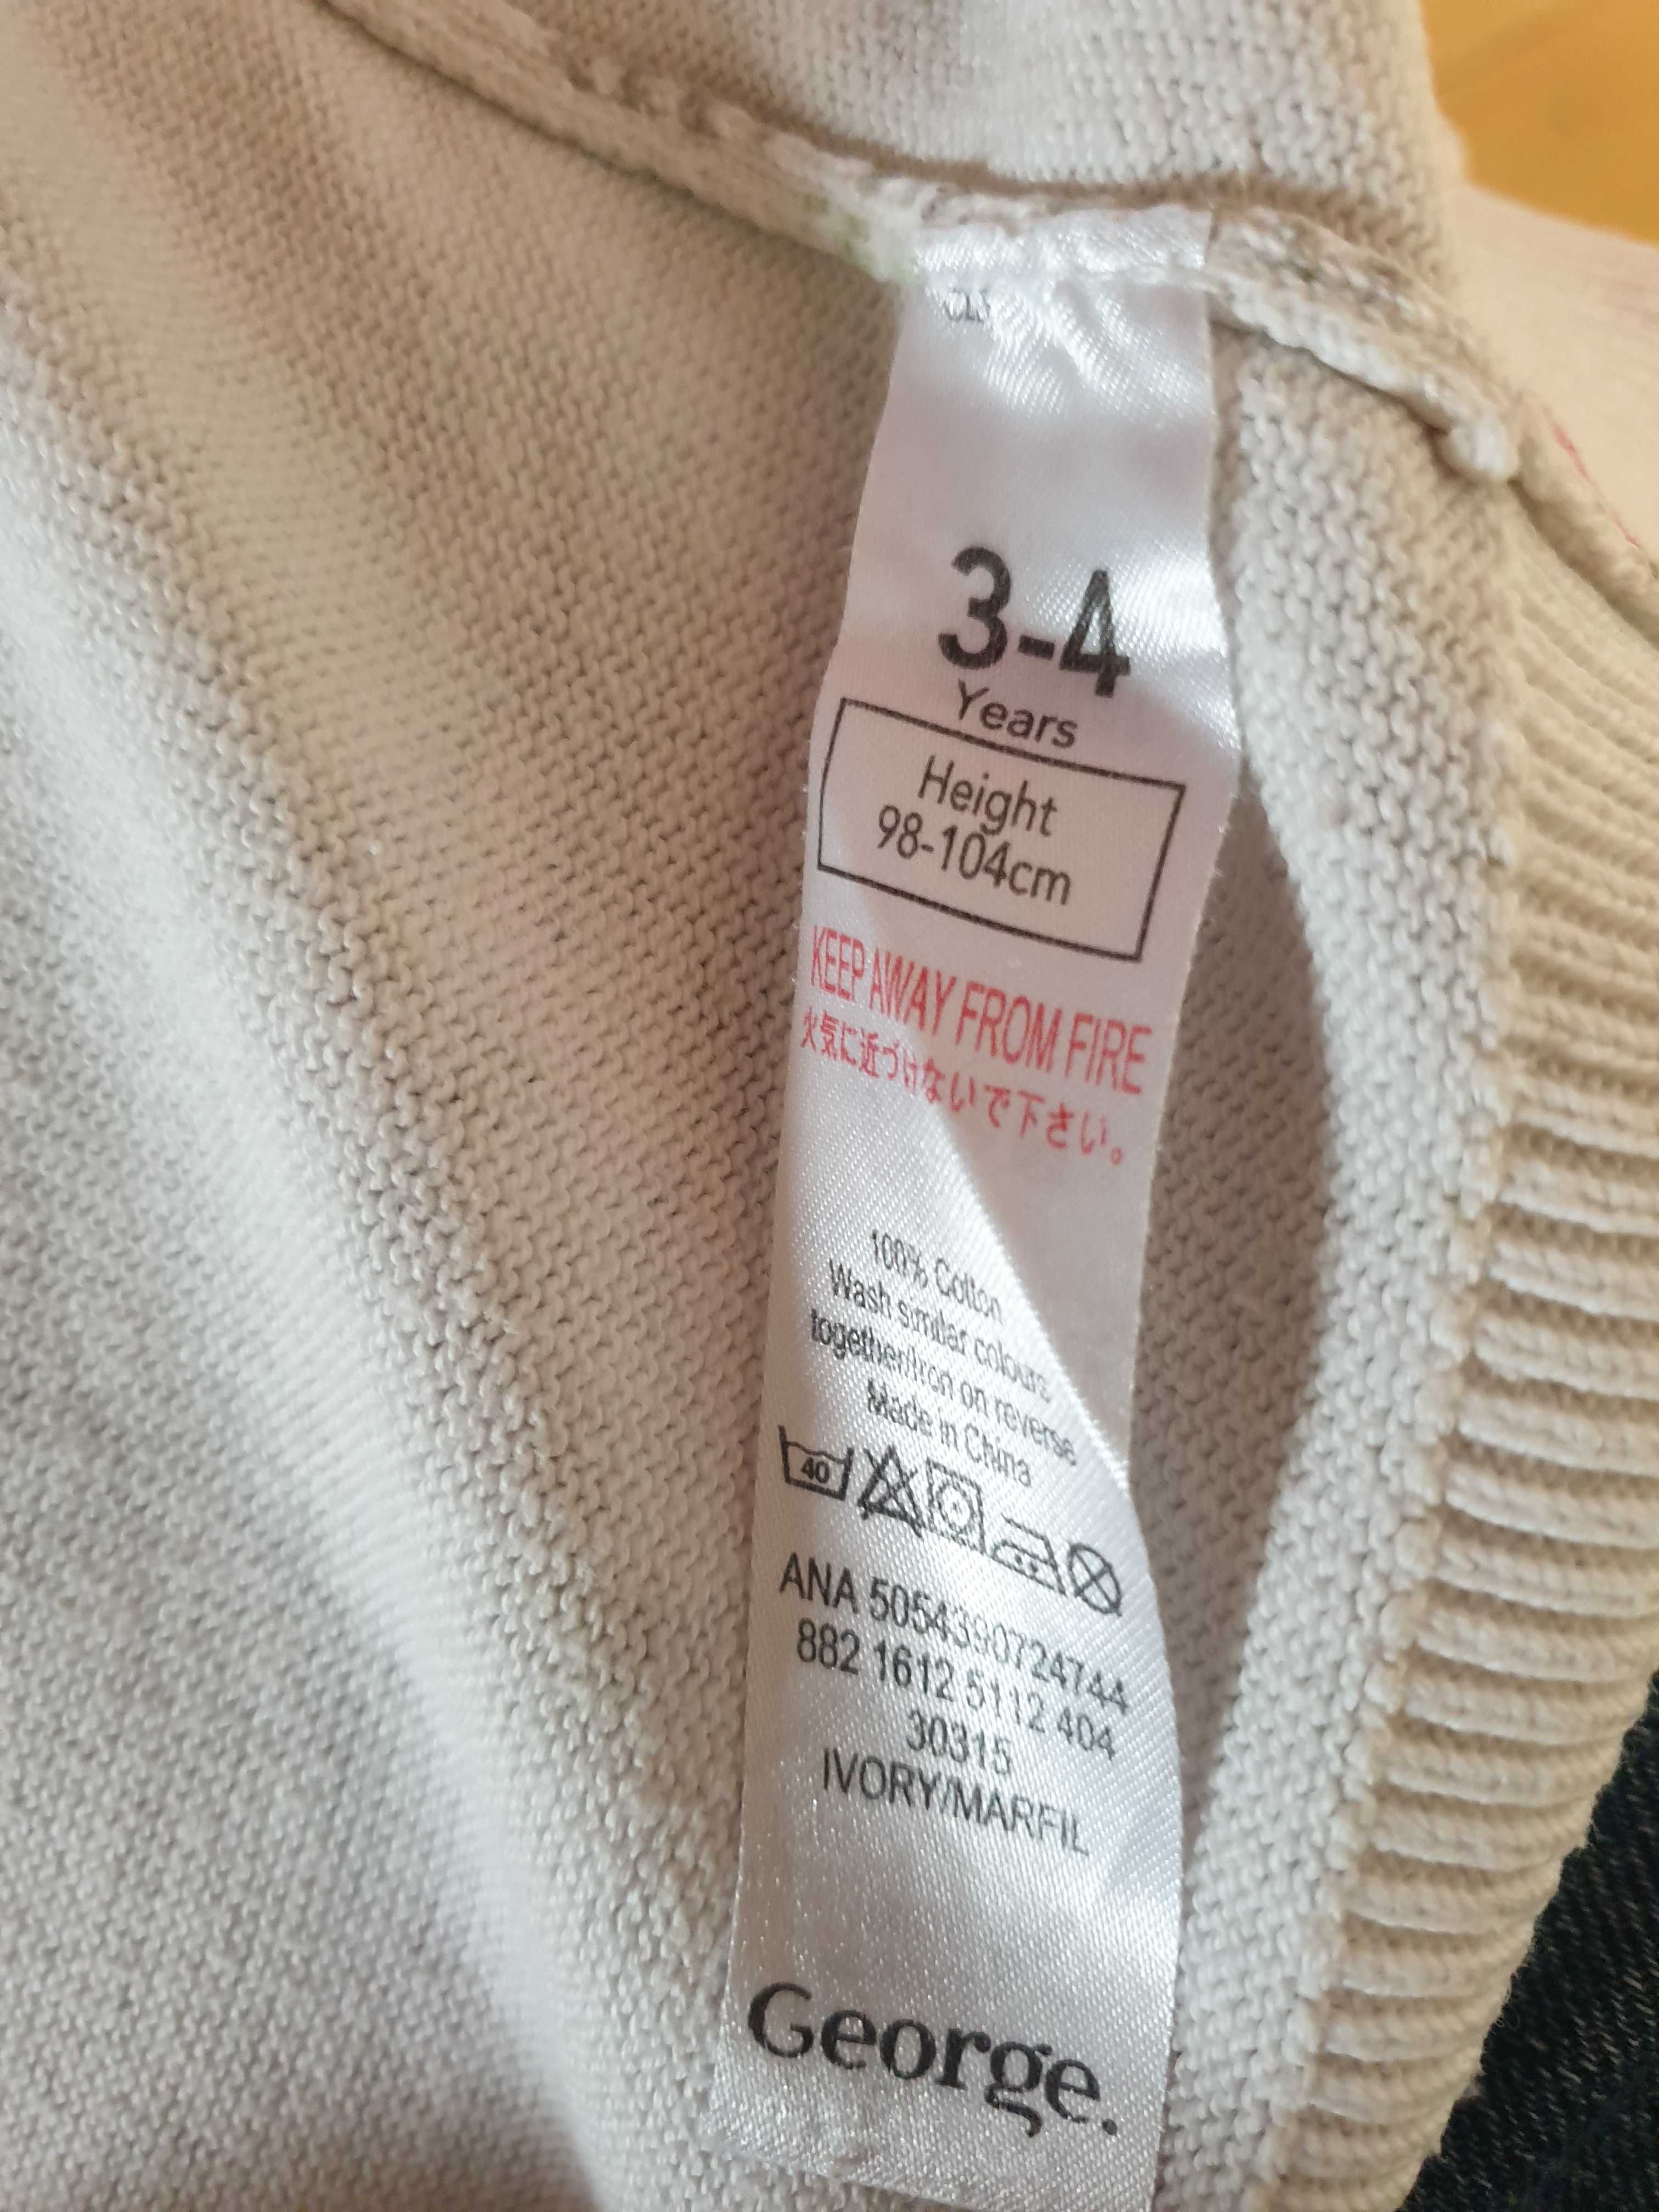 3-4
Years
Height
98-104cm
KEEP AWAY FROM FIRE
火気に近づけないで下さい。
100% Cotton
Wash similar colours
together/Iron on reverse
Made in China
40
ANA 5054390724744
882 1612 5112 404
30315
IVORY/MARFIL
George.